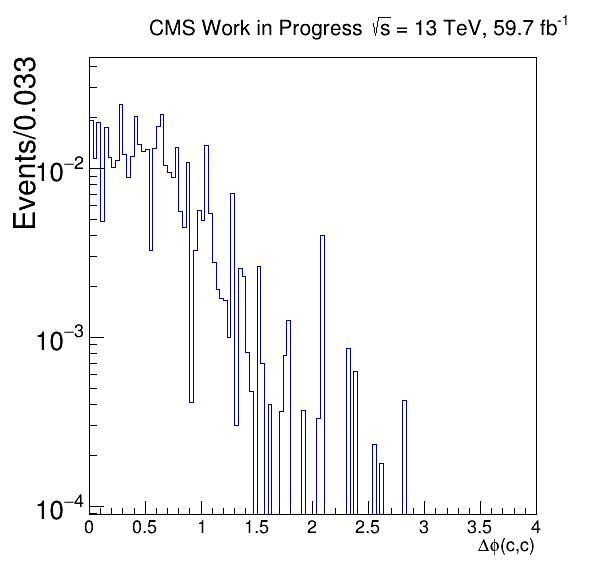 CMS Work in Progress √s = 13 TeV, 59.7 fb⁻¹
Events/0.033
10⁻²
10⁻³
10⁻⁴
0 0.5 1 1.5 2 2.5 3 3.5 4
Δϕ(c,c)